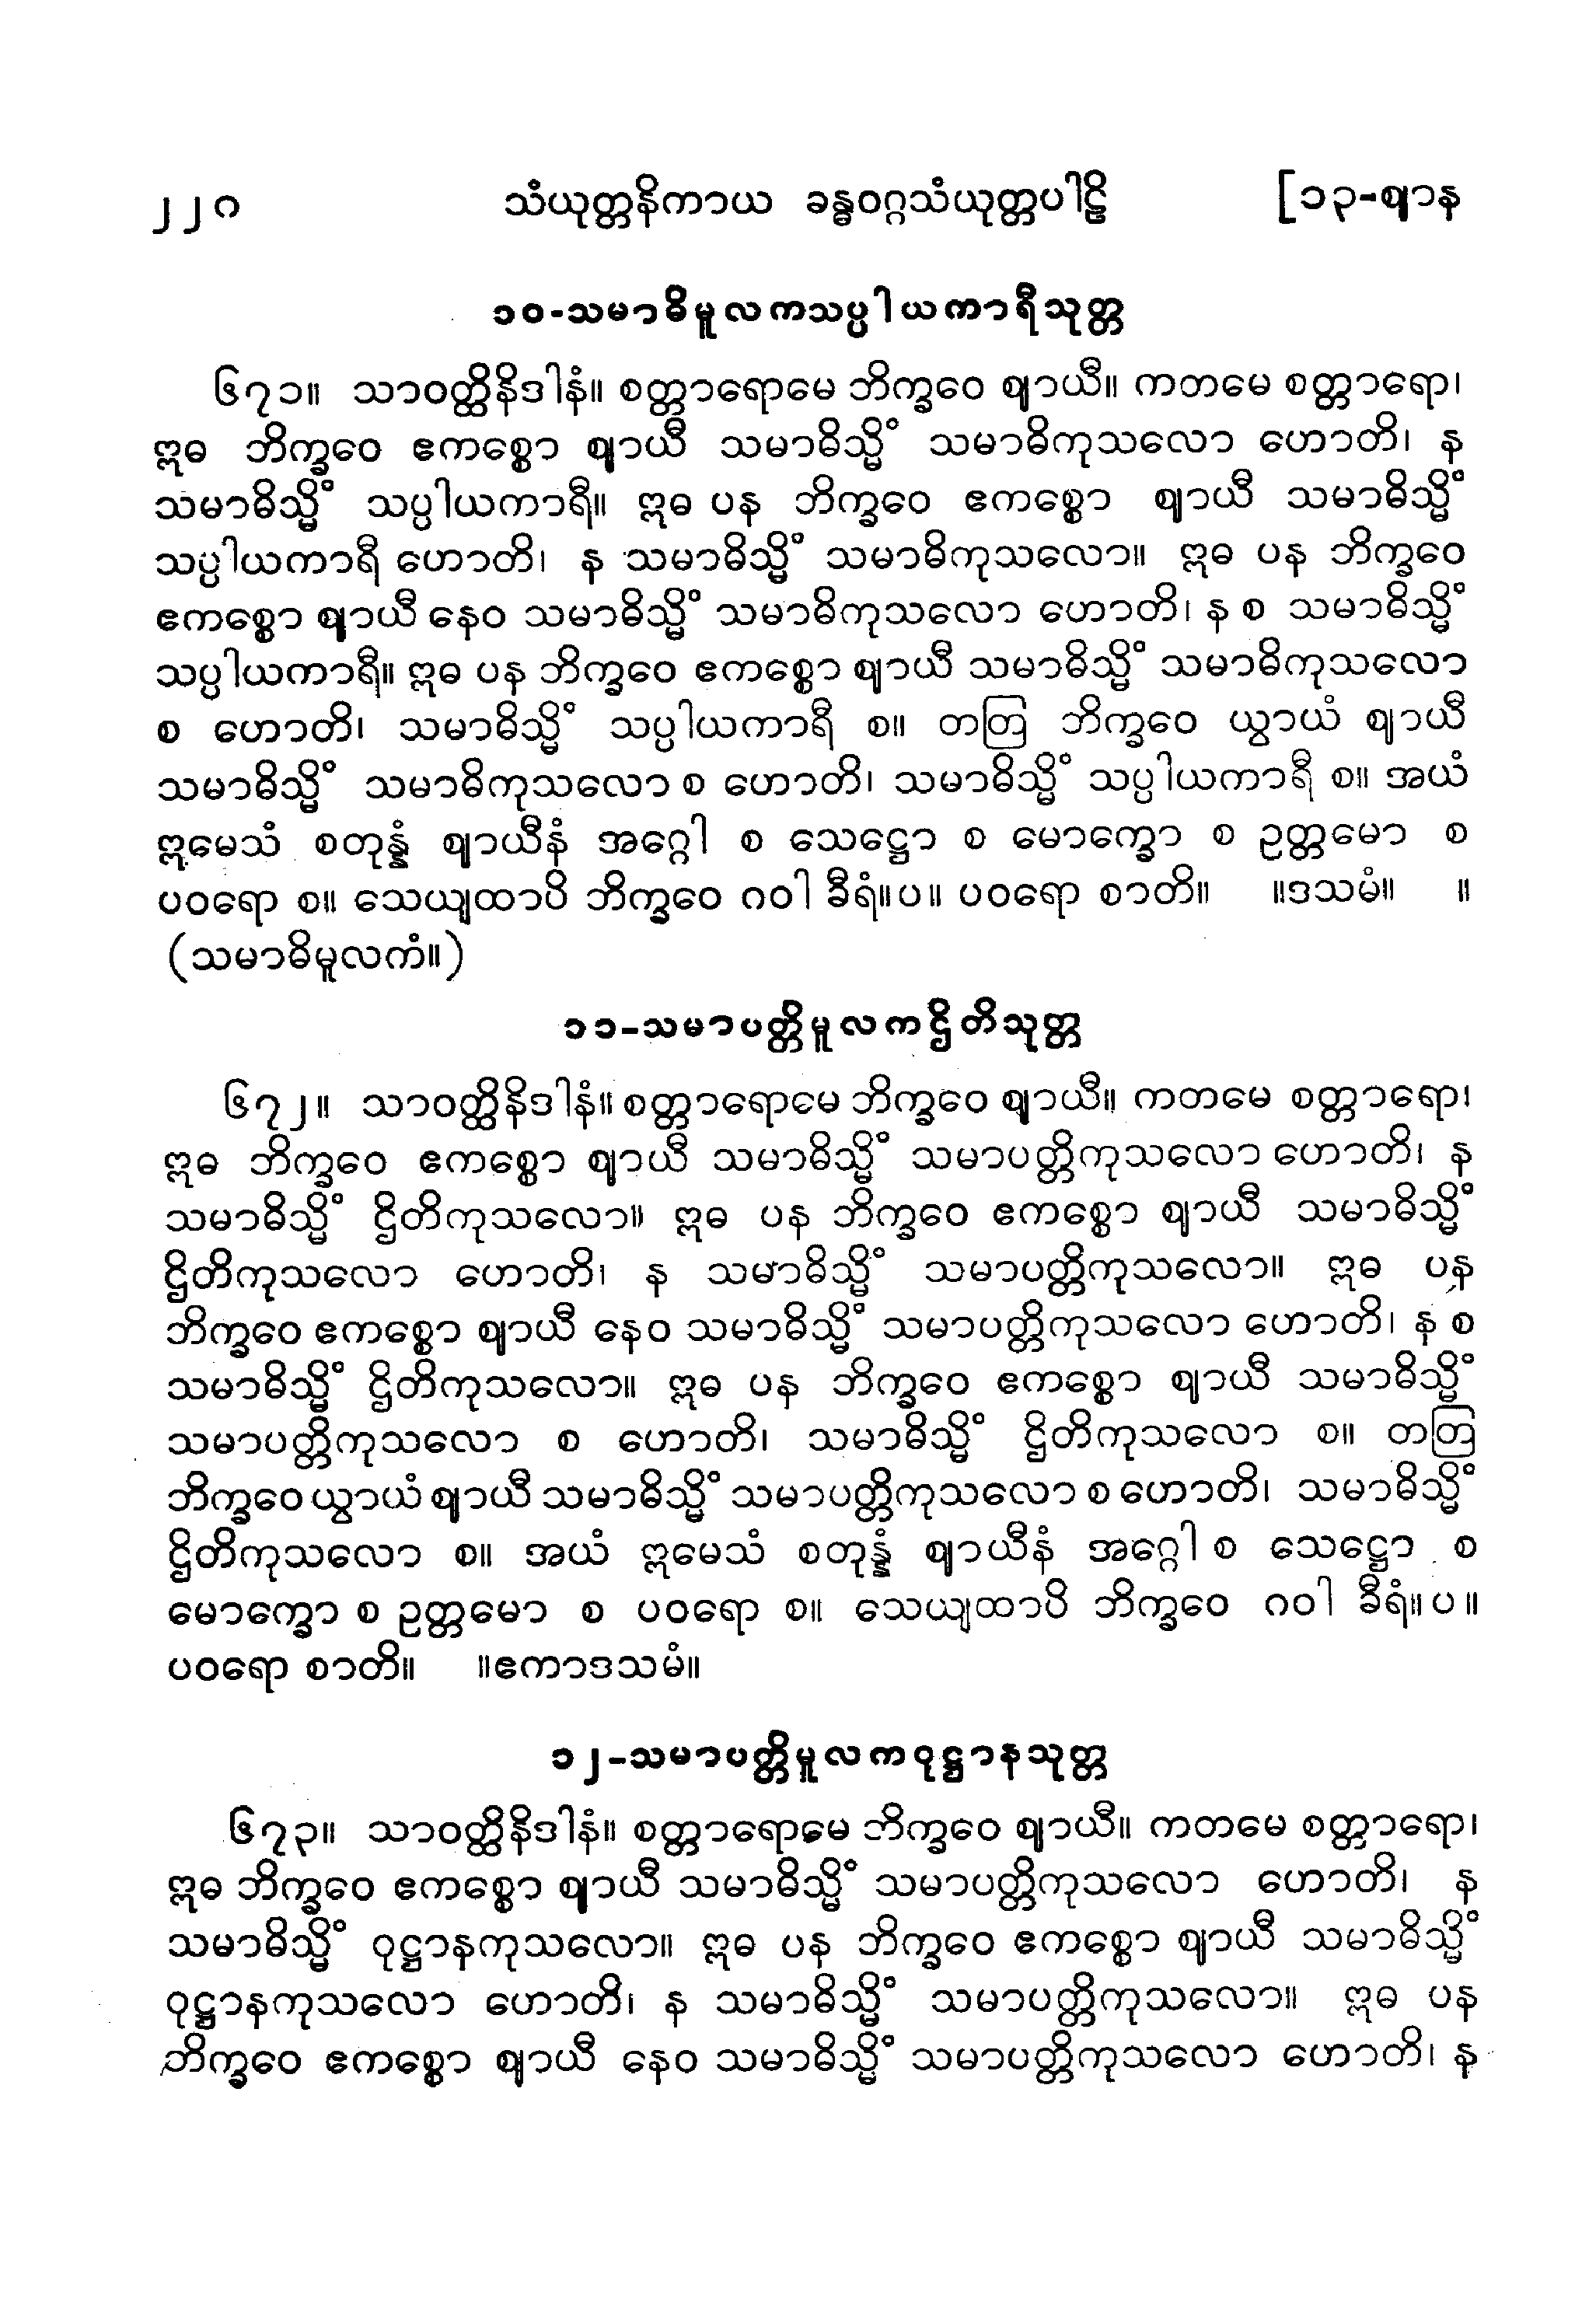 ၂၂၈ သံယုတ္တနိကာယ ခန္ဓဝဂ္ဂသံယုတ္တပါဠိ [၁၃-ဈာန
၁၀-သမာဓိမူလကသပ္ပါယကာရီသုတ္တ
၆၇၁။ သာဝတ္ထိနိဒါနံ။ စတ္တာရောမေ ဘိက္ခဝေ ဈာယီ။ ကတမေ စတ္တာရော၊
ဣဓ ဘိက္ခဝေ ဧကစ္စော ဈာယီ သမာဓိသ္မိံ သမာဓိကုသလော ဟောတိ၊ န
သမာဓိသ္မိံ သပ္ပါယကာရီ။ ဣဓ ပန ဘိက္ခဝေ ဧကစ္စော ဈာယီ သမာဓိသ္မိံ
သပ္ပါယကာရီ ဟောတိ၊ န သမာဓိသ္မိံ သမာဓိကုသလော။ ဣဓ ပန ဘိက္ခဝေ
ဧကစ္စော ဈာယီ နေဝ သမာဓိသ္မိံ သမာဓိကုသလော ဟောတိ၊ န စ သမာဓိသ္မိံ
သပ္ပါယကာရီ။ ဣဓ ပန ဘိက္ခဝေ ဧကစ္စော ဈာယီ သမာဓိသ္မိံ သမာဓိကုသလော
စ ဟောတိ၊ သမာဓိသ္မိံ သပ္ပါယကာရီ စ။ တတြ ဘိက္ခဝေ ယွာယံ ဈာယီ
သမာဓိသ္မိံ သမာဓိကုသလော စ ဟောတိ၊ သမာဓိသ္မိံ သပ္ပါယကာရီ စ။ အယံ
ဣမေသံ စတုန္နံ ဈာယီနံ အဂ္ဂေါ စ သေဋ္ဌော စ မောက္ခော စ ဥတ္တမော စ
ပဝရော စ။ သေယျထာပိ ဘိက္ခဝေ ဂဝါ ခီရံ။ပ။ ပဝရော စာတိ။ ။ဒသမံ။ ။
(သမာဓိမူလကံ။)
၁၁-သမာပတ္တိမူလကဌိတိသုတ္တ
၆၇၂။ သာဝတ္ထိနိဒါနံ။ စတ္တာရောမေ ဘိက္ခဝေ ဈာယီ။ ကတမေ စတ္တာရော၊
ဣဓ ဘိက္ခဝေ ဧကစ္စော ဈာယီ သမာဓိသ္မိံ သမာပတ္တိကုသလော ဟောတိ၊ န
သမာဓိသ္မိံ ဌိတိကုသလော။ ဣဓ ပန ဘိက္ခဝေ ဧကစ္စော ဈာယီ သမာဓိသ္မိံ
ဌိတိကုသလော ဟောတိ၊ န သမာဓိသ္မိံ သမာပတ္တိကုသလော။ ဣဓ ပန
ဘိက္ခဝေ ဧကစ္စော ဈာယီ နေဝ သမာဓိသ္မိံ သမာပတ္တိကုသလော ဟောတိ၊ န စ
သမာဓိသ္မိံ ဌိတိကုသလော။ ဣဓ ပန ဘိက္ခဝေ ဧကစ္စော ဈာယီ သမာဓိသ္မိံ
သမာပတ္တိကုသလော စ ဟောတိ၊ သမာဓိသ္မိံ ဌိတိကုသလော စ။ တတြ
ဘိက္ခဝေ ယွာယံ ဈာယီ သမာဓိသ္မိံ သမာပတ္တိကုသလော စ ဟောတိ၊ သမာဓိသ္မိံ
ဌိတိကုသလော စ။ အယံ ဣမေသံ စတုန္နံ ဈာယီနံ အဂ္ဂေါ စ သေဋ္ဌော စ
မောက္ခော စ ဥတ္တမော စ ပဝရော စ။ သေယျထာပိ ဘိက္ခဝေ ဂဝါ ခီရံ။ပ။
ပဝရော စာတိ။ ။ဧကာဒသမံ။
၁၂-သမာပတ္တိမူလကဝုဋ္ဌာနသုတ္တ
၆၇၃။ သာဝတ္ထိနိဒါနံ။ စတ္တာရောမေ ဘိက္ခဝေ ဈာယီ။ ကတမေ စတ္တာရော၊
ဣဓ ဘိက္ခဝေ ဧကစ္စော ဈာယီ သမာဓိသ္မိံ သမာပတ္တိကုသလော ဟောတိ၊ န
သမာဓိသ္မိံ ဝုဋ္ဌာနကုသလော။ ဣဓ ပန ဘိက္ခဝေ ဧကစ္စော ဈာယီ သမာဓိသ္မိံ
ဝုဋ္ဌာနကုသလော ဟောတိ၊ န သမာဓိသ္မိံ သမာပတ္တိကုသလော။ ဣဓ ပန
ဘိက္ခဝေ ဧကစ္စော ဈာယီ နေဝ သမာဓိသ္မိံ သမာပတ္တိကုသလော ဟောတိ၊ န